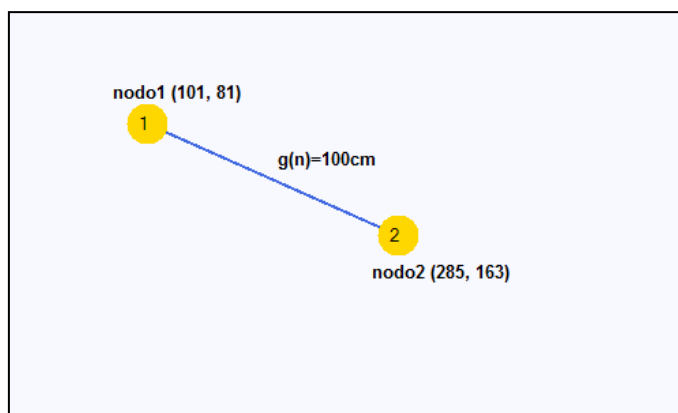 nodo1 (101, 81)
1
g(n)=100cm
2
nodo2 (285, 163)